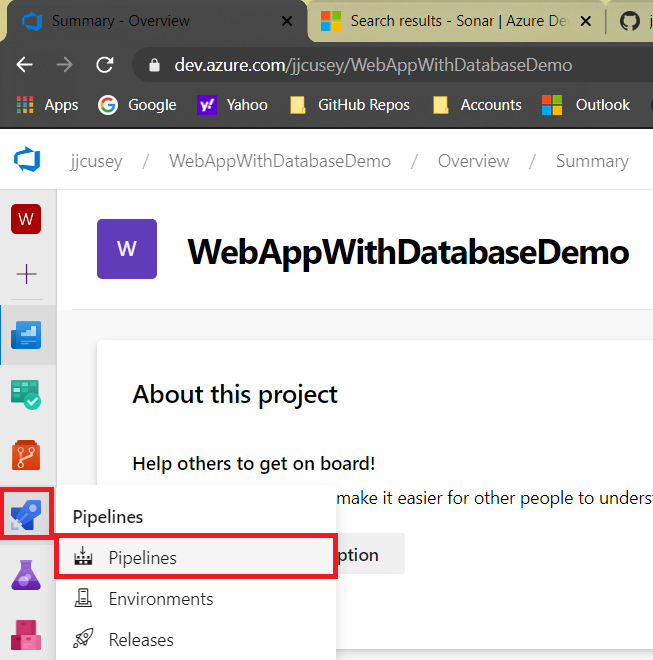 Summary - Overview
Search results - Sonar | Azure De
dev.azure.com/jjcusey/WebAppWithDatabaseDemo
Apps Google Yahoo GitHub Repos Accounts Outlook
jjcusey / WebAppWithDatabaseDemo / Overview / Summary
W
W
WebAppWithDatabaseDemo
About this project
Help others to get on board!
make it easier for other people to underst
ption
Pipelines
Pipelines
Environments
Releases